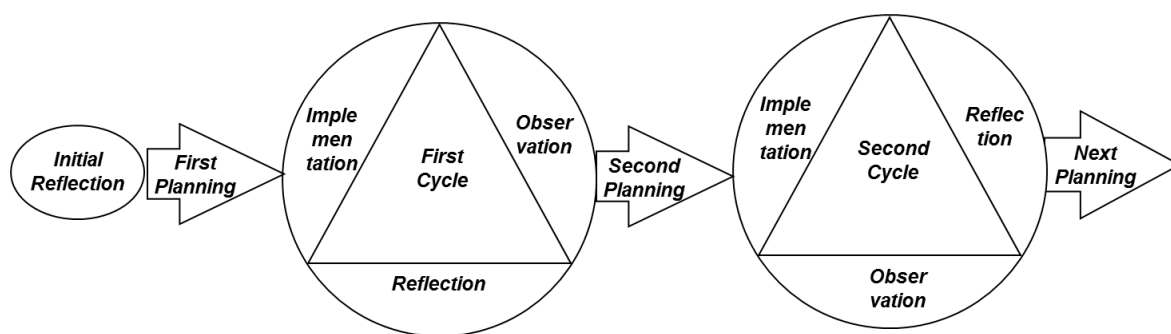 Initial
Reflection
First
Planning
Imple
men
tation
First
Cycle
Obser
vation
Reflection
Second
Planning
Imple
men
tation
Second
Cycle
Reflec
tion
Obser
vation
Next
Planning